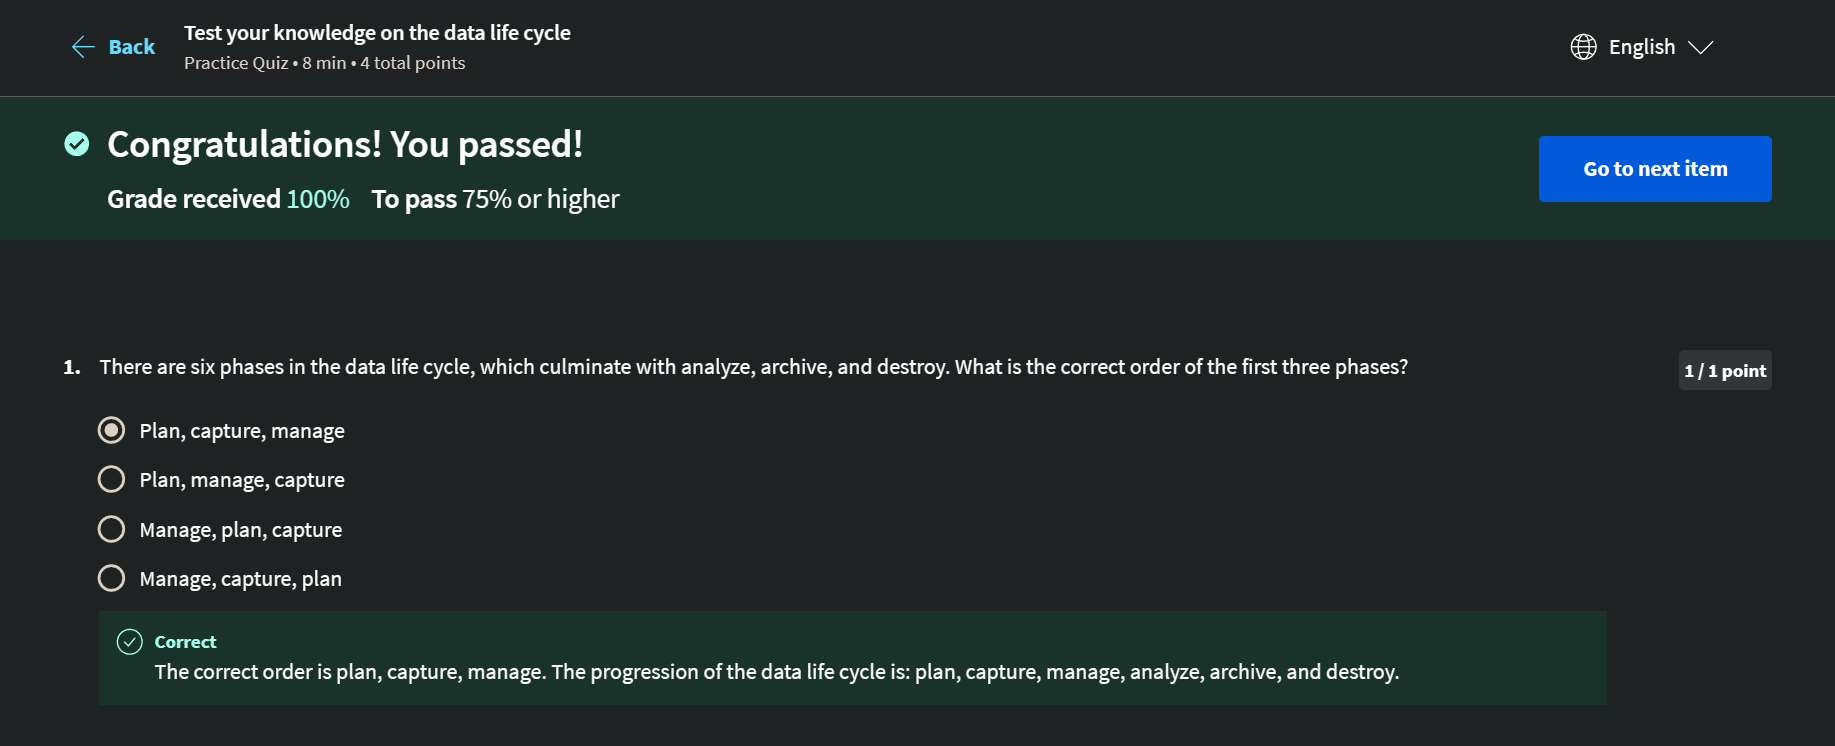 Back
Test your knowledge on the data life cycle
Practice Quiz • 8 min • 4 total points
English
Congratulations! You passed!
Grade received 100% To pass 75% or higher
Go to next item
1. There are six phases in the data life cycle, which culminate with analyze, archive, and destroy. What is the correct order of the first three phases?
1 / 1 point
Plan, capture, manage
Plan, manage, capture
Manage, plan, capture
Manage, capture, plan
Correct
The correct order is plan, capture, manage. The progression of the data life cycle is: plan, capture, manage, analyze, archive, and destroy.